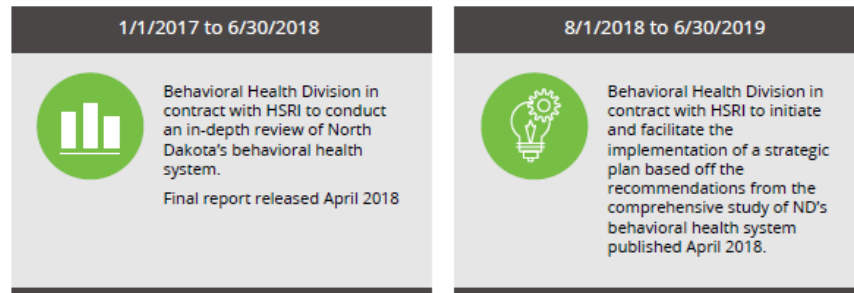 1/1/2017 to 6/30/2018
Behavioral Health Division in
contract with HSRI to conduct
an in-depth review of North
Dakota's behavioral health
system.
Final report released April 2018
8/1/2018 to 6/30/2019
Behavioral Health Division in
contract with HSRI to initiate
and facilitate the
implementation of a strategic
plan based off the
recommendations from the
comprehensive study of ND's
behavioral health system
published April 2018.